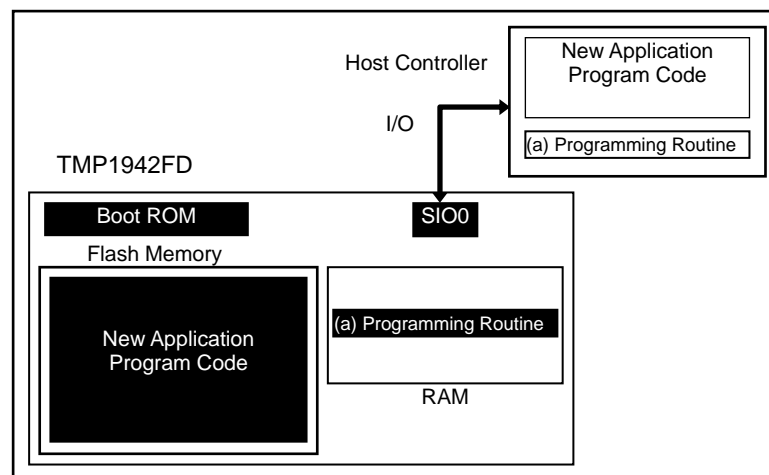 Host Controller
New Application
Program Code
I/O
(a) Programming Routine
TMP1942FD
Boot ROM
SIO0
Flash Memory
New Application
Program Code
(a) Programming Routine
RAM